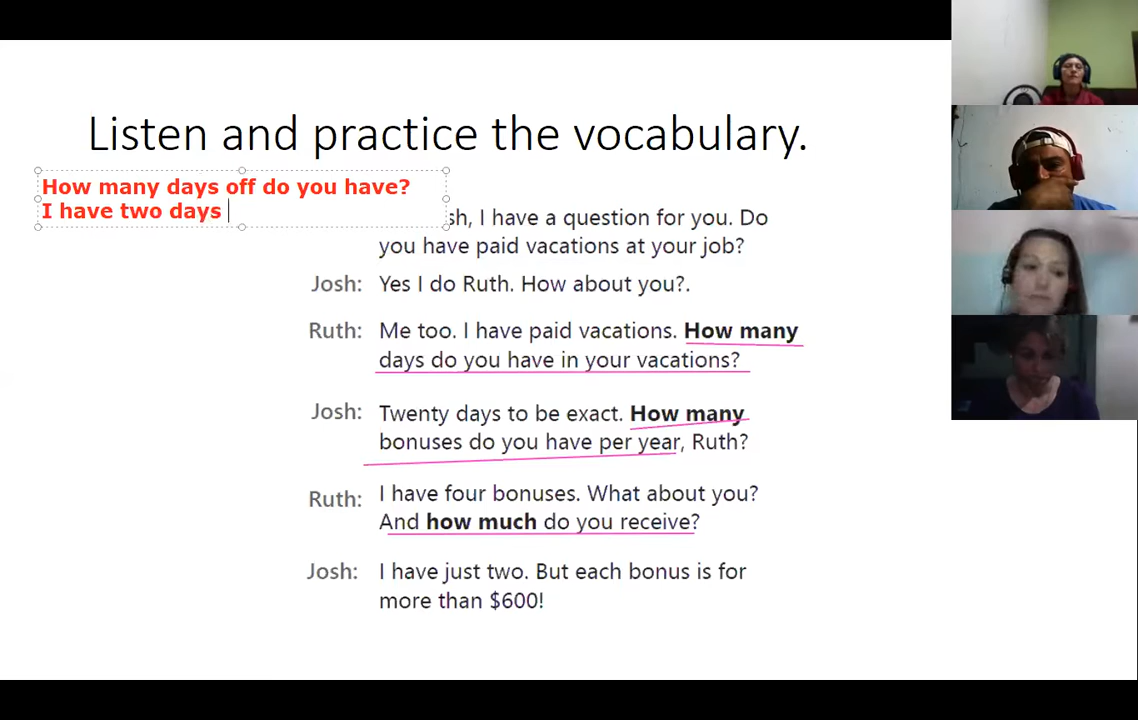 Listen and practice the vocabulary.
How many days off do you have?
I have two days
sh, I have a question for you. Do
you have paid vacations at your job?
Josh: Yes I do Ruth. How about you?.
Ruth: Me too. I have paid vacations. How many
days do you have in your vacations?
Josh: Twenty days to be exact. How many
bonuses do you have per year, Ruth?
Ruth: I have four bonuses. What about you?
And how much do you receive?
Josh: I have just two. But each bonus is for
more than $600!